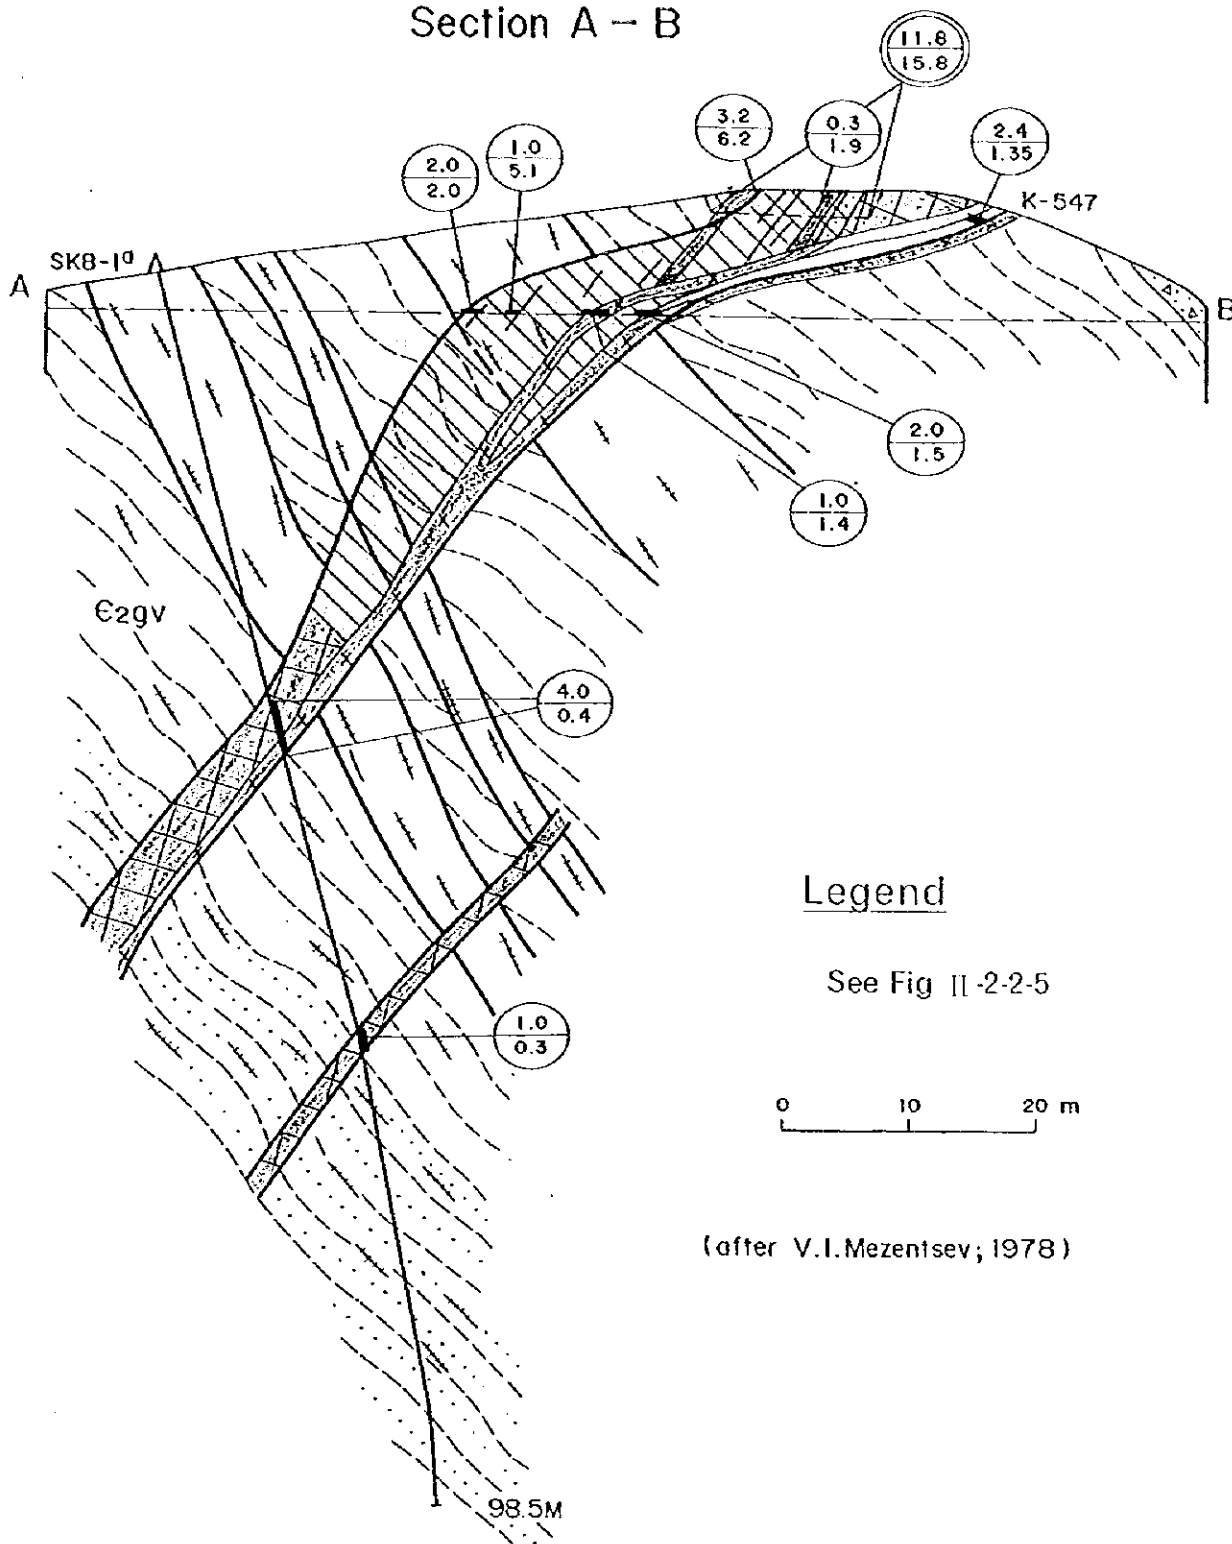 Section A – B
11.8
15.8
3.2
6.2
0.3
1.9
2.4
1.35
1.0
5.1
2.0
2.0
K-547
SKB-1ª
A
B
2.0
1.5
1.0
1.4
Є2gv
4.0
0.4
Legend
See Fig II-2-2-5
1.0
0.3
0 10 20 m
(after V.I.Mezentsev; 1978)
98.5M